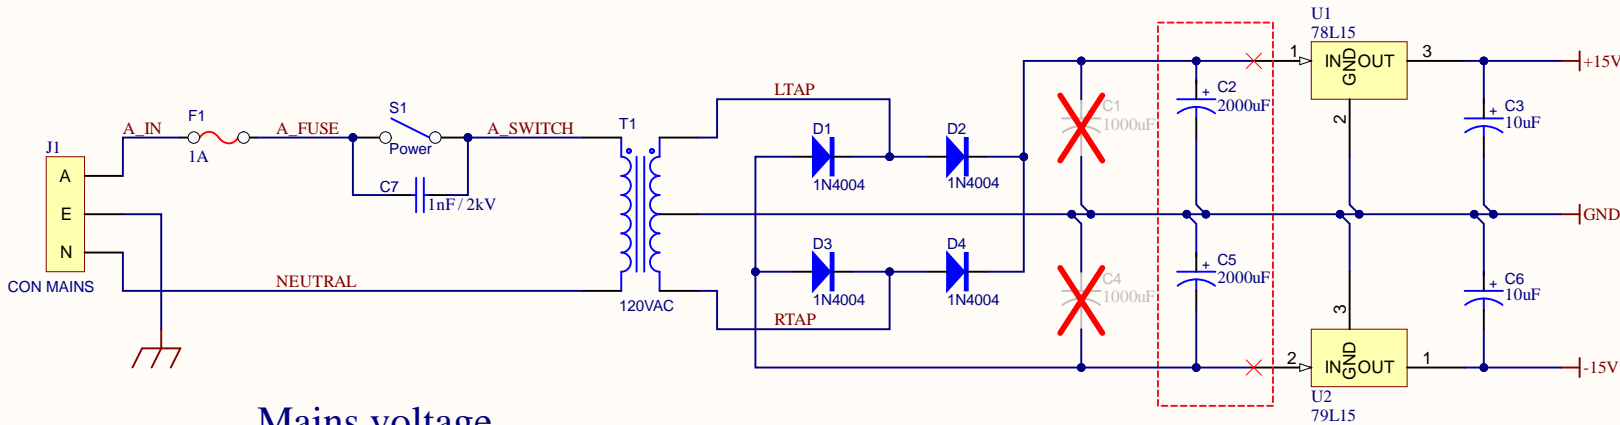 J1
A
E
N
CON MAINS
A_IN
F1
1A
A_FUSE
S1
Power
C7
1nF / 2kV
A_SWITCH
NEUTRAL
T1
120VAC
LTAP
RTAP
D1
1N4004
D2
1N4004
D3
1N4004
D4
1N4004
C1
1000uF
C4
1000uF
+
C2
2000uF
+
C5
2000uF
U1
78L15
1
IN
GND
OUT
3
2
3
2
IN
GND
OUT
1
U2
79L15
+
C3
10uF
+
C6
10uF
+15V
GND
-15V
Mains voltage